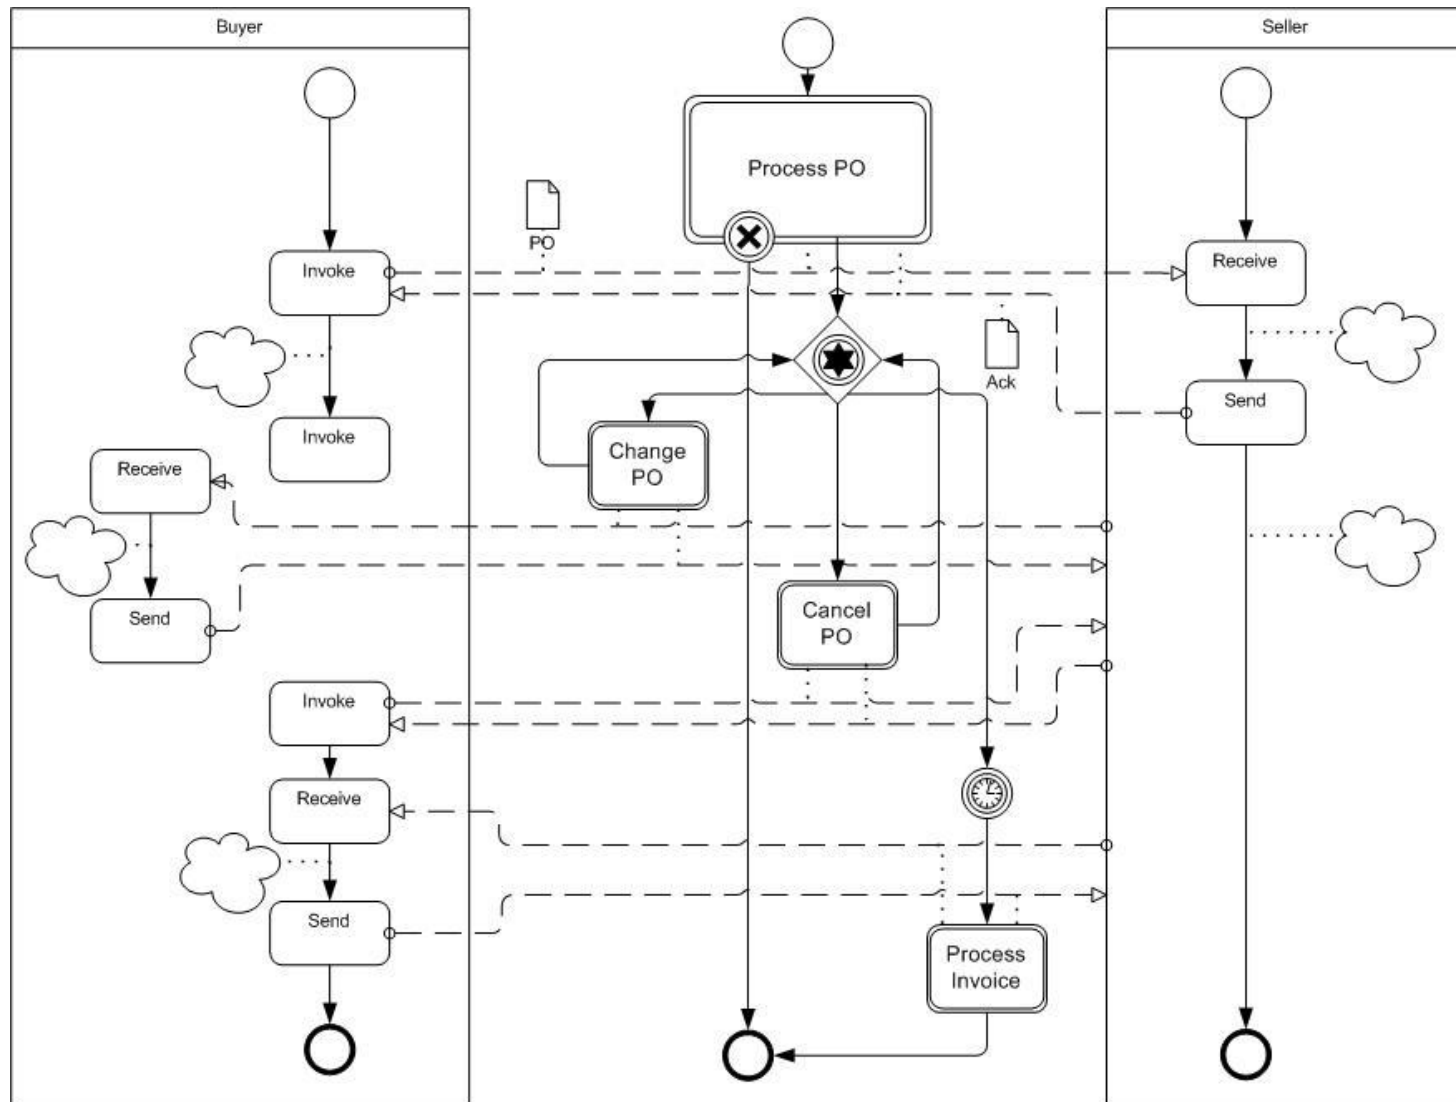 Buyer
Seller
Process PO
PO
Invoke
Receive
Ack
Send
Invoke
Change
PO
Receive
Cancel
PO
Send
Invoke
Receive
Send
Process
Invoice